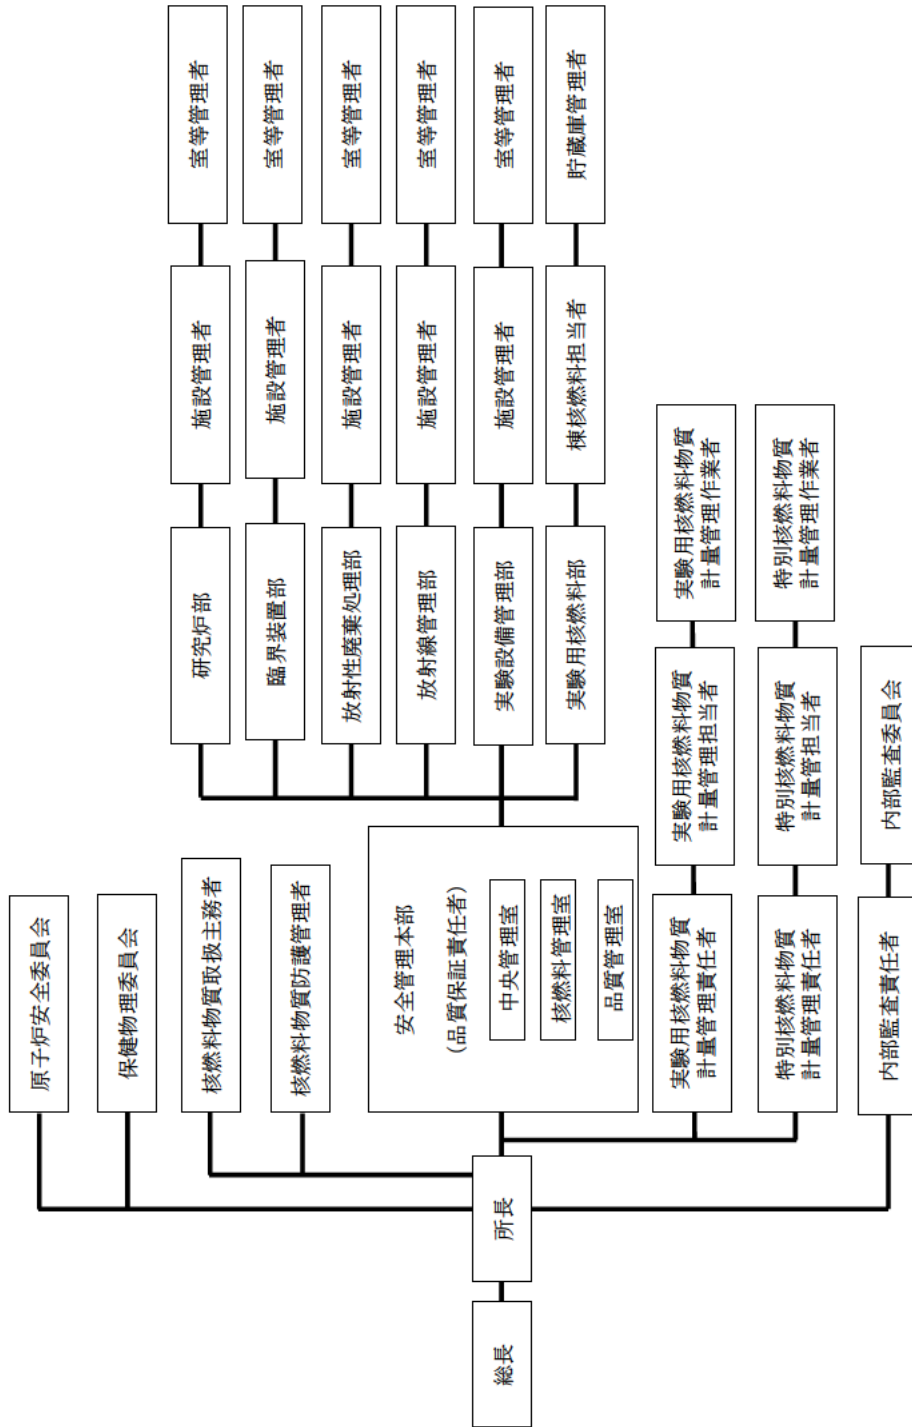 総長
所長
原子炉安全委員会
保健物理委員会
核燃料物質取扱主務者
核燃料物質防護管理者
安全管理本部
(品質保証責任者)
中央管理室
核燃料管理室
品質管理室
研究炉部
施設管理者
室等管理者
臨界装置部
施設管理者
室等管理者
放射性廃棄処理部
施設管理者
室等管理者
放射線管理部
施設管理者
室等管理者
実験設備管理部
施設管理者
室等管理者
実験用核燃料部
棟核燃料担当者
貯蔵庫管理者
実験用核燃料物質
計量管理責任者
実験用核燃料物質
計量管理担当者
実験用核燃料物質
計量管理作業者
特別核燃料物質
計量管理責任者
特別核燃料物質
計量管担当者
特別核燃料物質
計量管理作業者
内部監査責任者
内部監査委員会